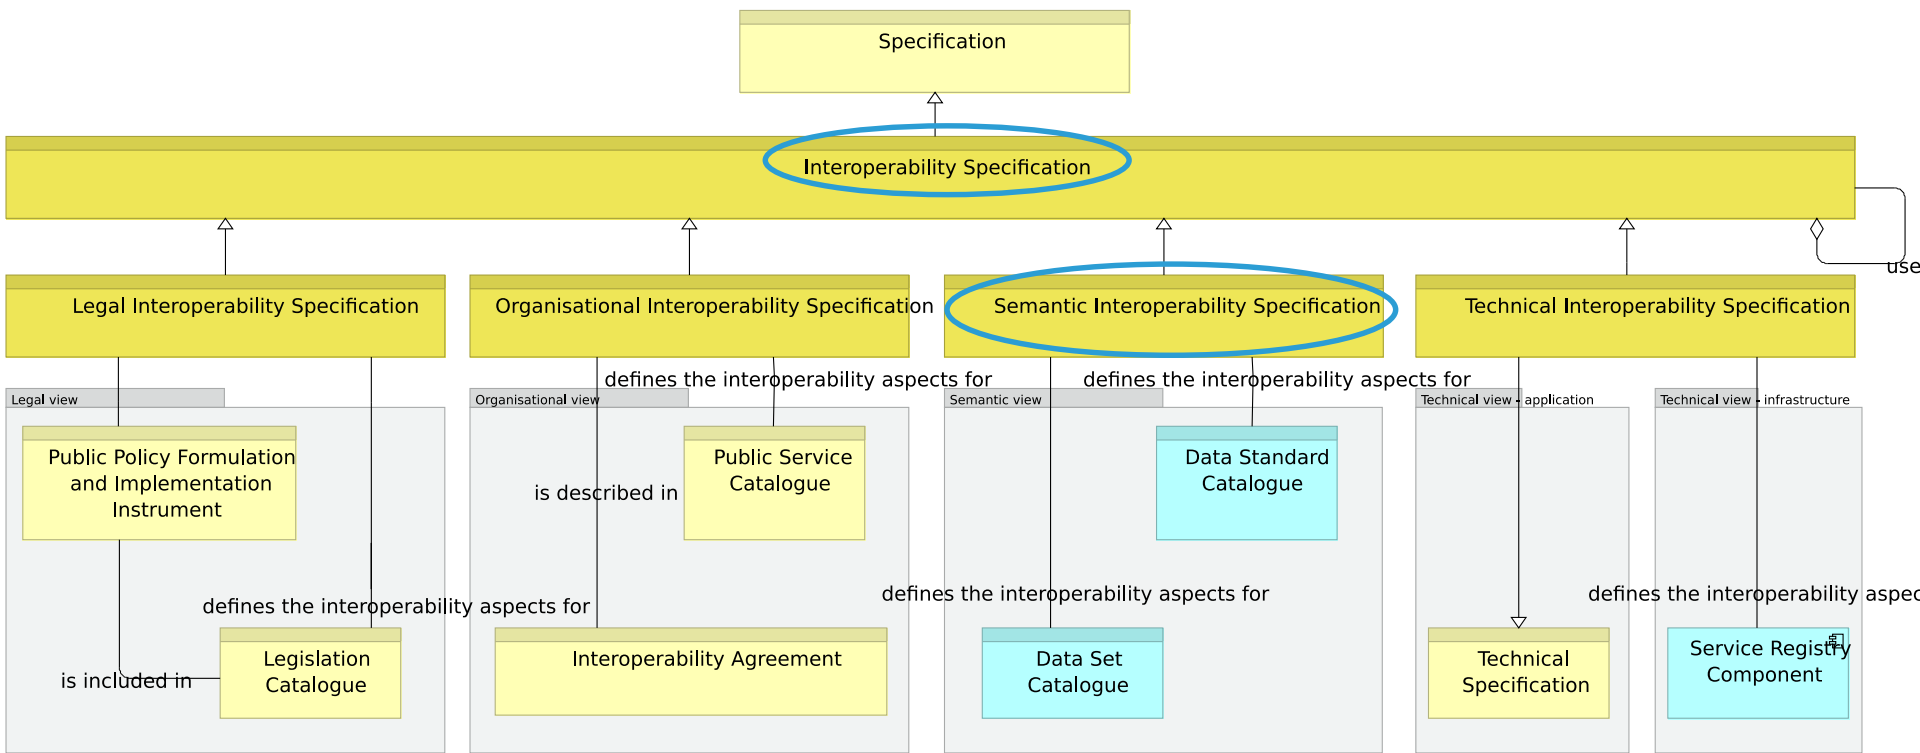 Specification
Interoperability Specification
use
Legal Interoperability Specification
Organisational Interoperability Specification
Semantic Interoperability Specification
Technical Interoperability Specification
defines the interoperability aspects for
defines the interoperability aspects for
Legal view
Organisational view
Semantic view
Technical view - application
Technical view - infrastructure
Public Policy Formulation
and Implementation
Instrument
Public Service
Catalogue
Data Standard
Catalogue
is described in
defines the interoperability aspects for
defines the interoperability aspects for
defines the interoperability aspec
Legislation
Catalogue
is included in
Interoperability Agreement
Data Set
Catalogue
Technical
Specification
Service Registry
Component